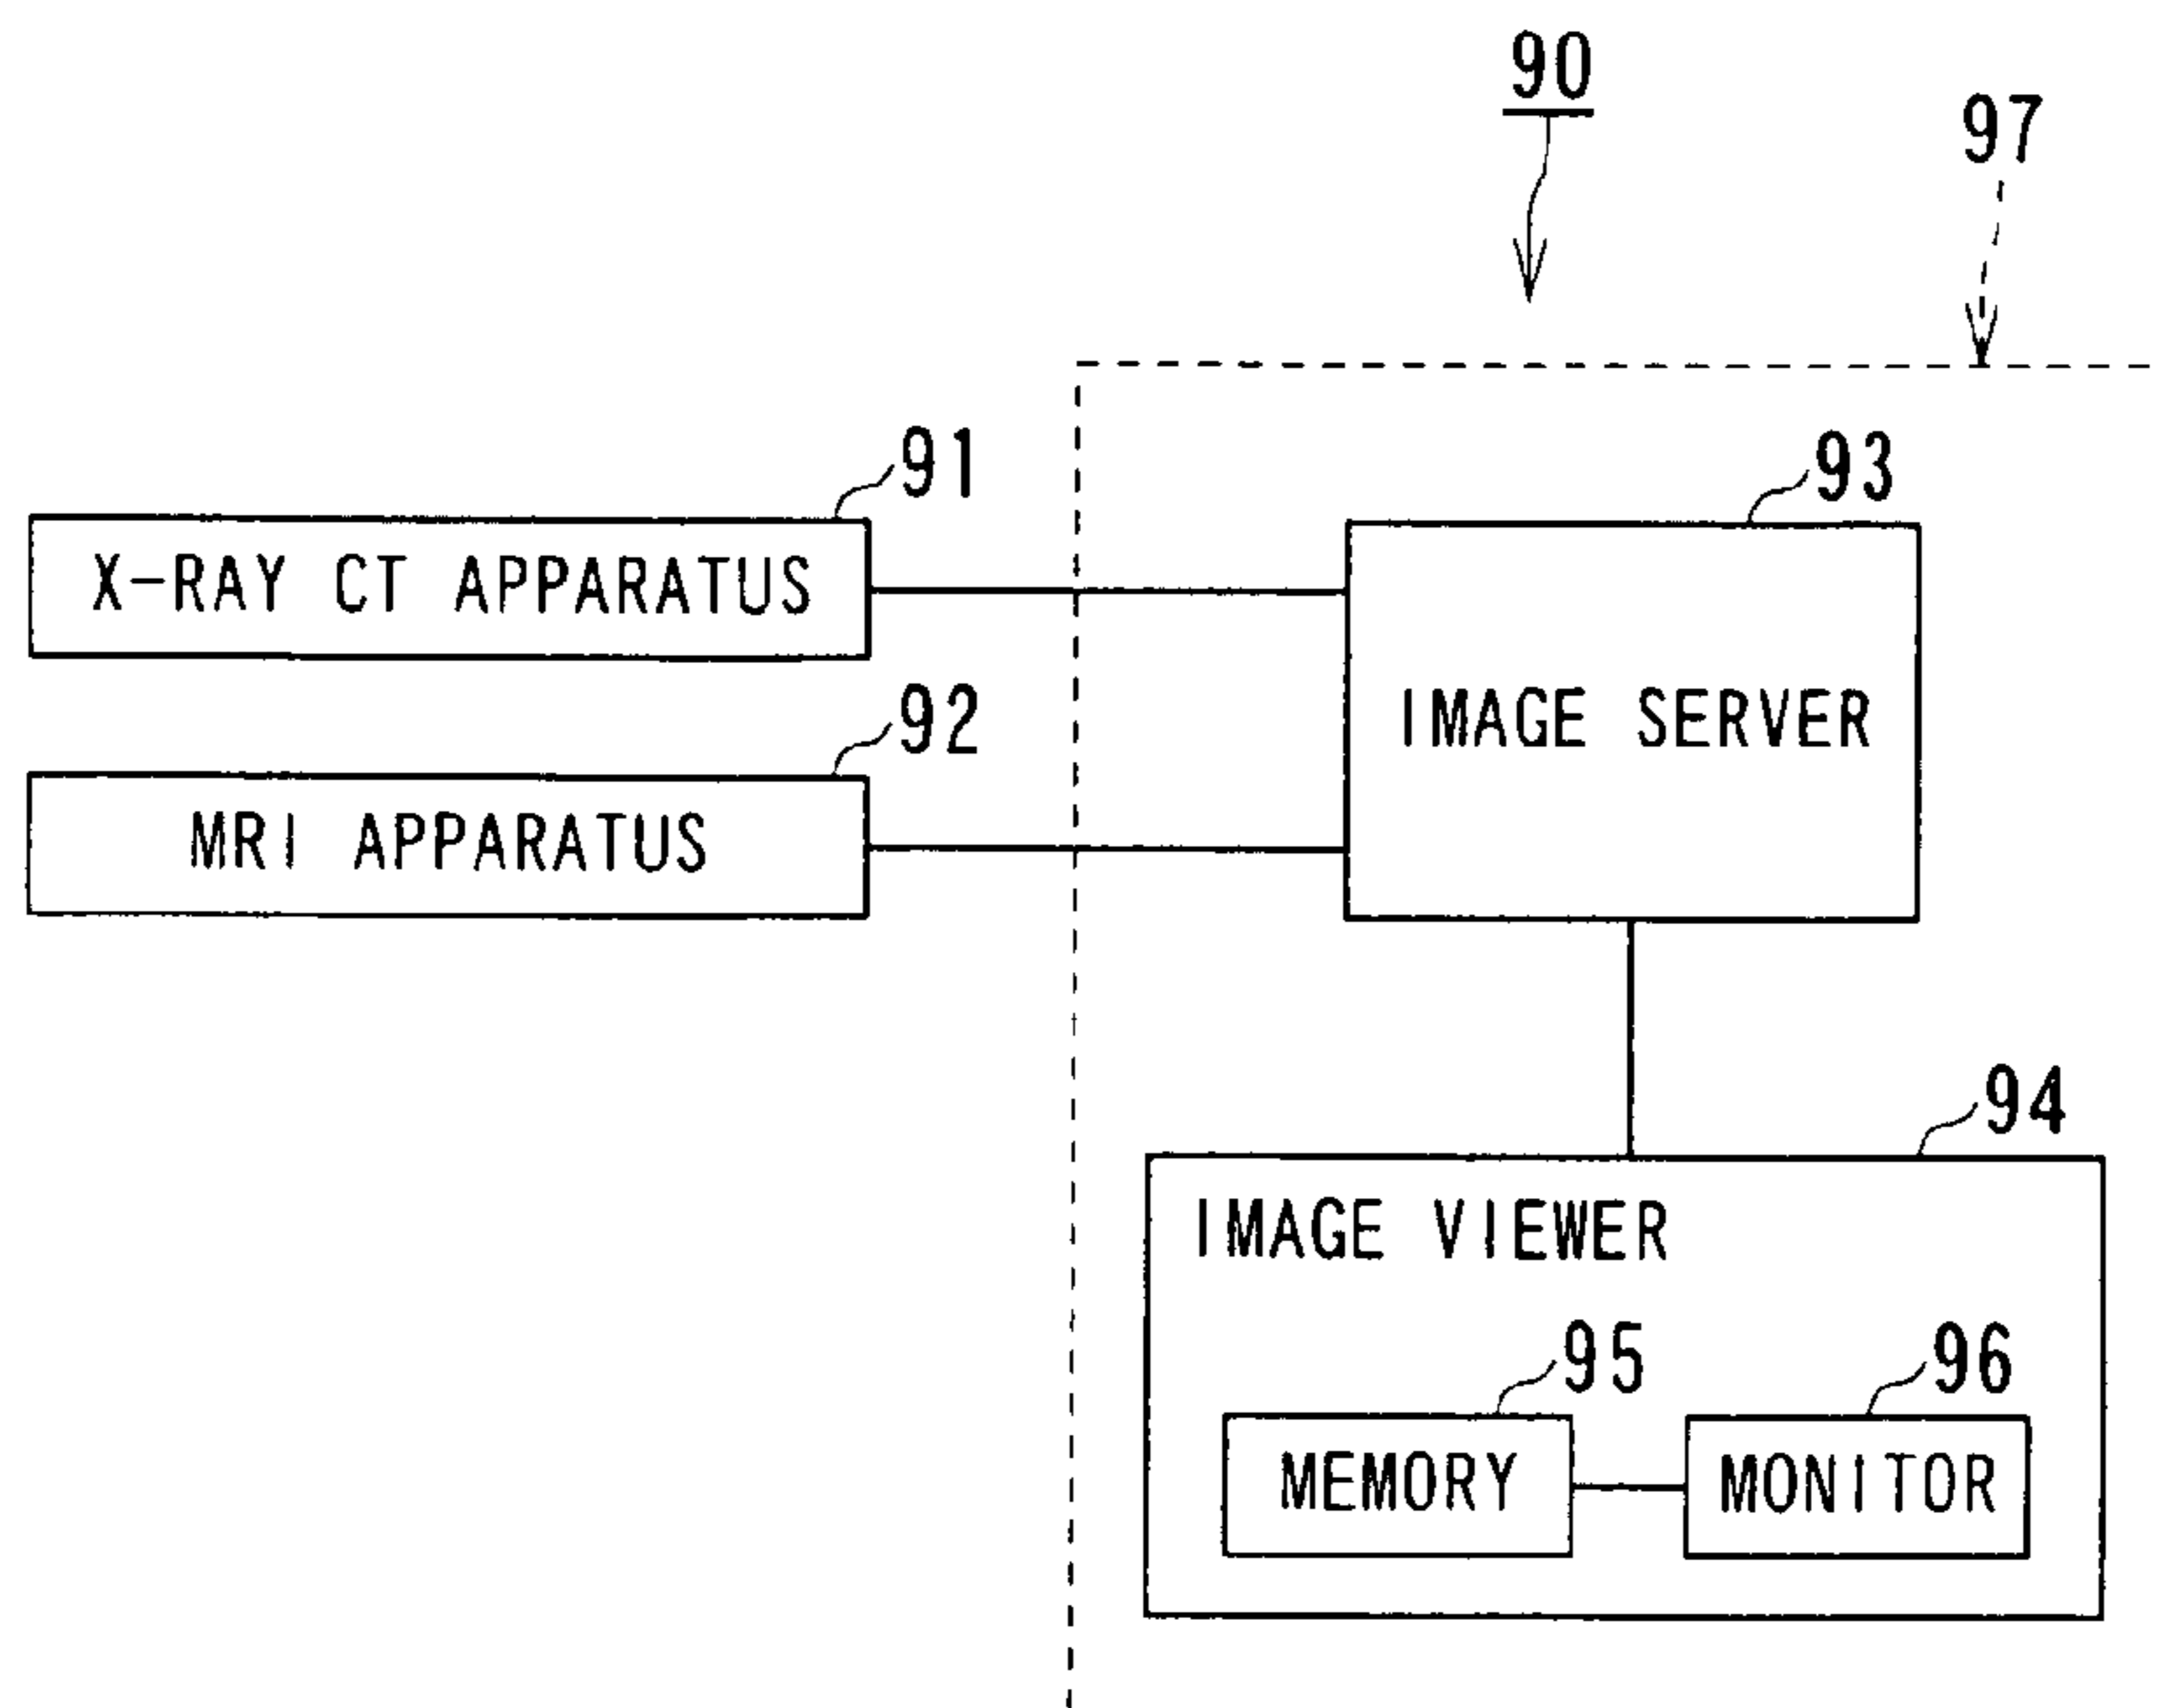 90
97
91
X-RAY CT APPARATUS
93
IMAGE SERVER
92
MRI APPARATUS
94
IMAGE VIEWER
95
MEMORY
96
MONITOR